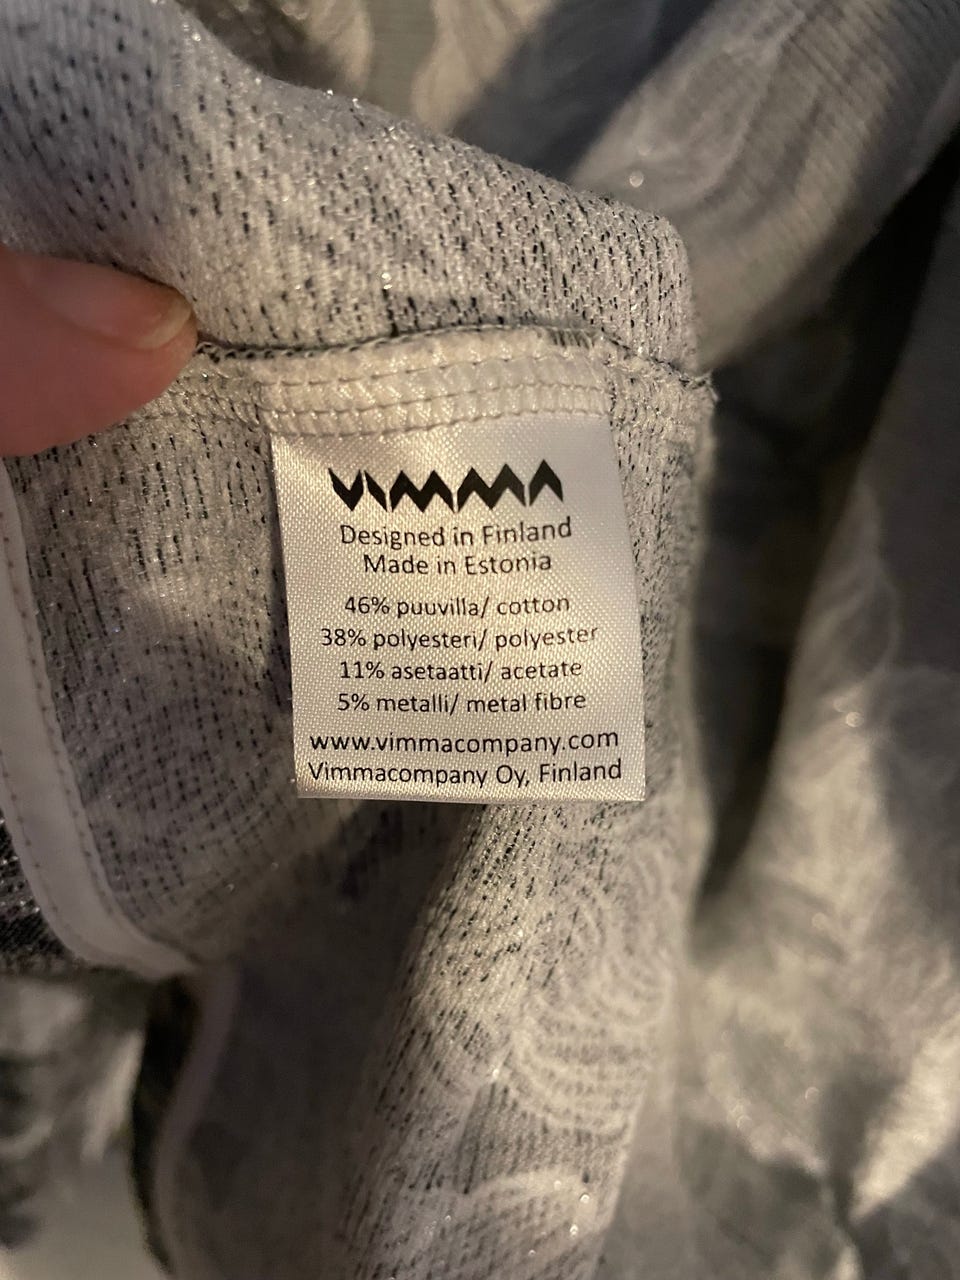 VIMMA
Designed in Finland
Made in Estonia
46% puuvilla/ cotton
38% polyesteri/ polyester
11% asetaatti/ acetate
5% metalli/ metal fibre
www.vimmacompany.com
Vimmacompany Oy, Finland